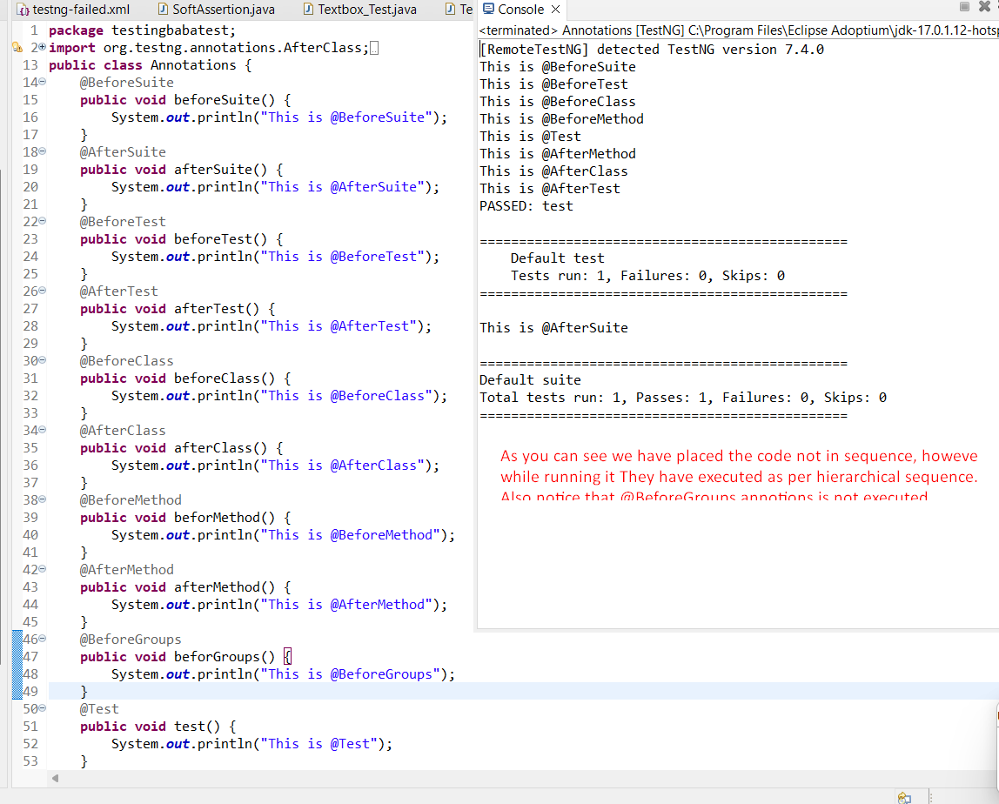 testng-failed.xml SoftAssertion.java Textbox_Test.java Te Console
<terminated> Annotations [TestNG] C:\Program Files\Eclipse Adoptium\jdk-17.0.1.12-hotsp
1 package testingbabatest;
2 import org.testng.annotations.AfterClass;
13 public class Annotations {
14 @BeforeSuite
15 public void beforeSuite() {
16 System.out.println("This is @BeforeSuite");
17 }
18 @AfterSuite
19 public void afterSuite() {
20 System.out.println("This is @AfterSuite");
21 }
22 @BeforeTest
23 public void beforeTest() {
24 System.out.println("This is @BeforeTest");
25 }
26 @AfterTest
27 public void afterTest() {
28 System.out.println("This is @AfterTest");
29 }
30 @BeforeClass
31 public void beforeClass() {
32 System.out.println("This is @BeforeClass");
33 }
34 @AfterClass
35 public void afterClass() {
36 System.out.println("This is @AfterClass");
37 }
38 @BeforeMethod
39 public void beforMethod() {
40 System.out.println("This is @BeforeMethod");
41 }
42 @AfterMethod
43 public void afterMethod() {
44 System.out.println("This is @AfterMethod");
45 }
46 @BeforeGroups
47 public void beforGroups() {
48 System.out.println("This is @BeforeGroups");
49 }
50 @Test
51 public void test() {
52 System.out.println("This is @Test");
53 }
[RemoteTestNG] detected TestNG version 7.4.0
This is @BeforeSuite
This is @BeforeTest
This is @BeforeClass
This is @BeforeMethod
This is @Test
This is @AfterMethod
This is @AfterClass
This is @AfterTest
PASSED: test
===============================================
Default test
Tests run: 1, Failures: 0, Skips: 0
===============================================
This is @AfterSuite
===============================================
Default suite
Total tests run: 1, Passes: 1, Failures: 0, Skips: 0
===============================================
As you can see we have placed the code not in sequence, howeve
while running it They have executed as per hierarchical sequence.
Also notice that @BeforeGroups annotions is not executed